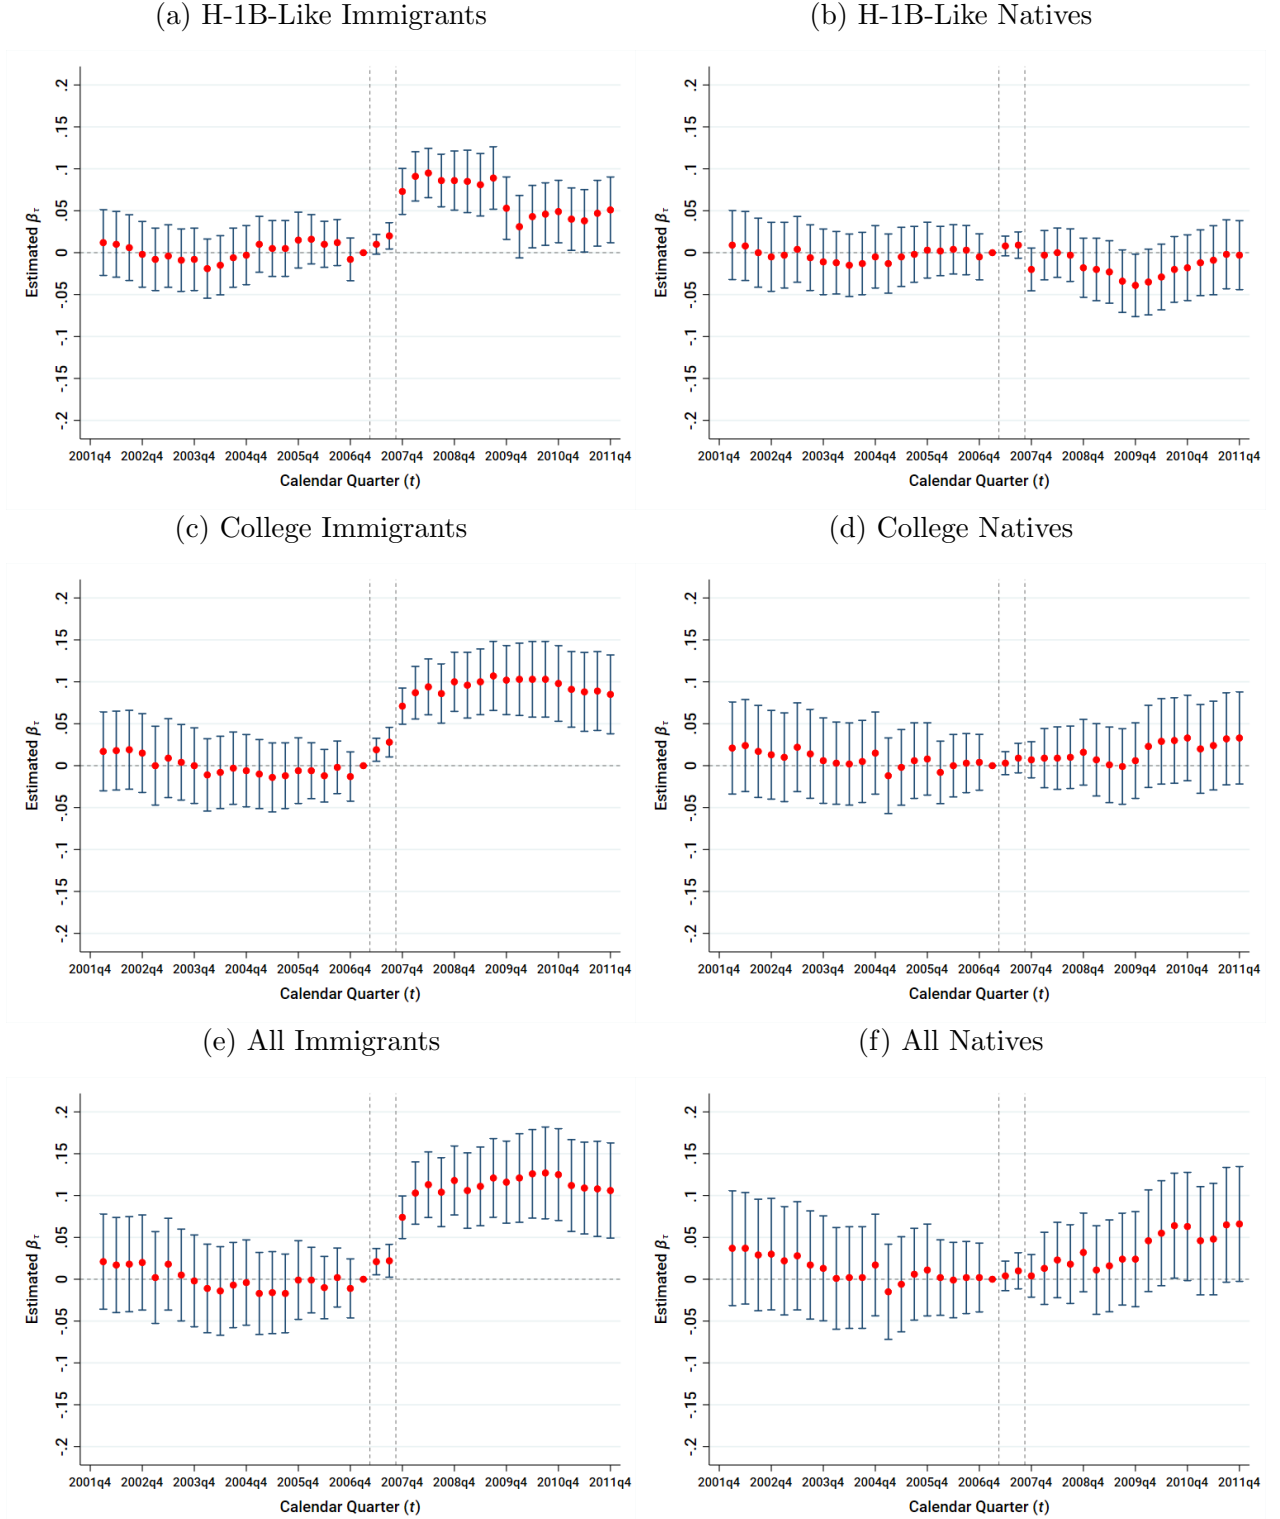 (a) H-1B-Like Immigrants
.2
.15
.1
.05
0
-.05
-.1
-.15
-.2
Estimated βτ
2001q4 2002q4 2003q4 2004q4 2005q4 2006q4 2007q4 2008q4 2009q4 2010q4 2011q4
Calendar Quarter (t)
(b) H-1B-Like Natives
.2
.15
.1
.05
0
-.05
-.1
-.15
-.2
Estimated βτ
2001q4 2002q4 2003q4 2004q4 2005q4 2006q4 2007q4 2008q4 2009q4 2010q4 2011q4
Calendar Quarter (t)
(c) College Immigrants
.2
.15
.1
.05
0
-.05
-.1
-.15
-.2
Estimated βτ
2001q4 2002q4 2003q4 2004q4 2005q4 2006q4 2007q4 2008q4 2009q4 2010q4 2011q4
Calendar Quarter (t)
(d) College Natives
.2
.15
.1
.05
0
-.05
-.1
-.15
-.2
Estimated βτ
2001q4 2002q4 2003q4 2004q4 2005q4 2006q4 2007q4 2008q4 2009q4 2010q4 2011q4
Calendar Quarter (t)
(e) All Immigrants
.2
.15
.1
.05
0
-.05
-.1
-.15
-.2
Estimated βτ
2001q4 2002q4 2003q4 2004q4 2005q4 2006q4 2007q4 2008q4 2009q4 2010q4 2011q4
Calendar Quarter (t)
(f) All Natives
.2
.15
.1
.05
0
-.05
-.1
-.15
-.2
Estimated βτ
2001q4 2002q4 2003q4 2004q4 2005q4 2006q4 2007q4 2008q4 2009q4 2010q4 2011q4
Calendar Quarter (t)